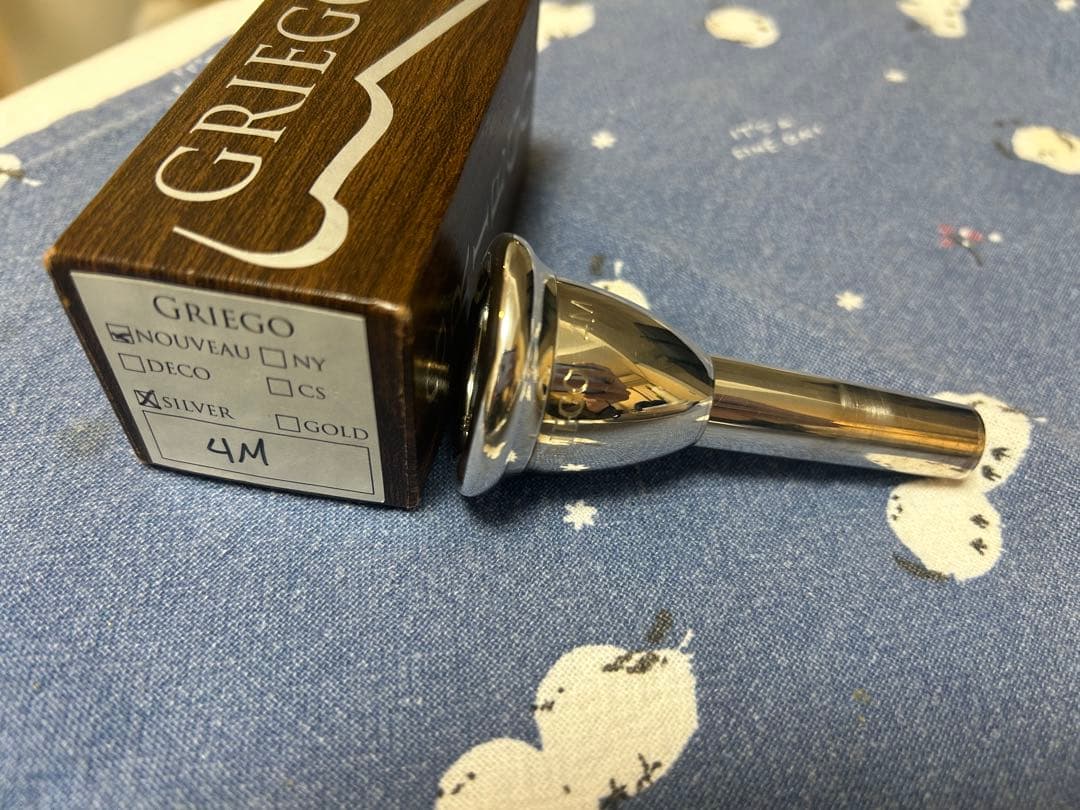 GRIEGO
GRIEGO
☒NOUVEAU ☐NY
☐DECO ☐CS
☒SILVER ☐GOLD
4M
IT'S A
FINE DAY